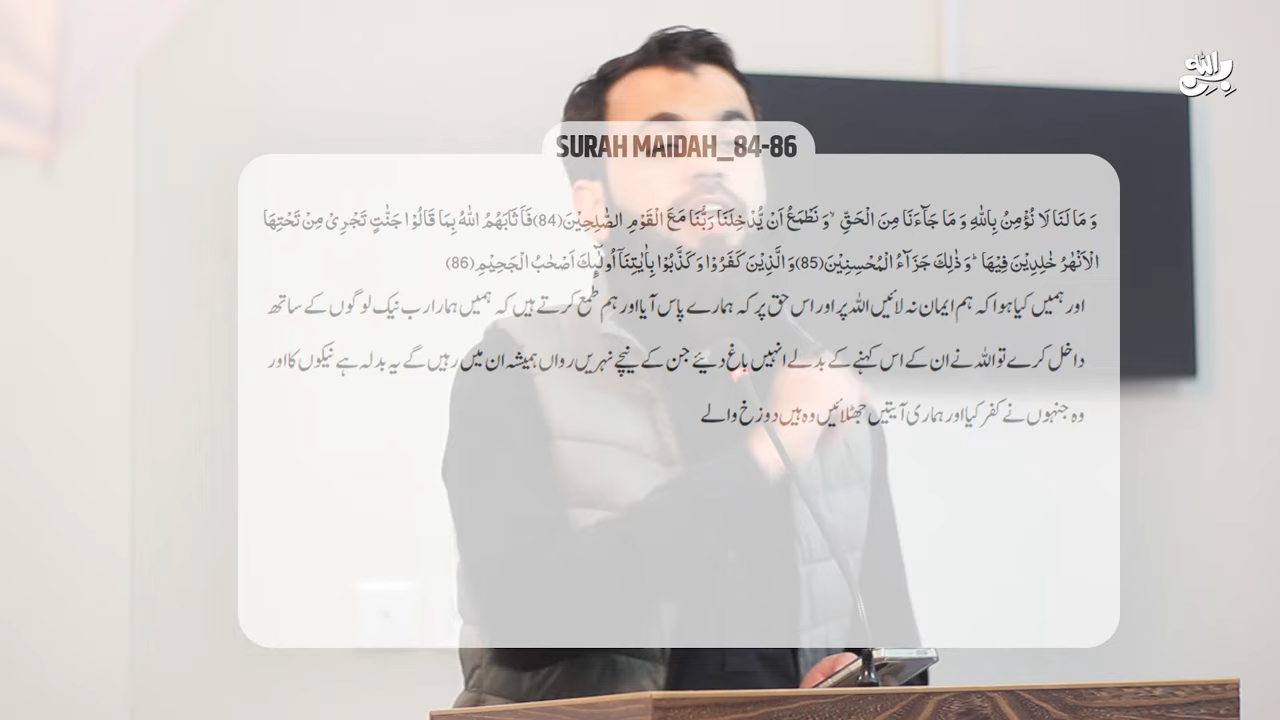 بسم الله
SURAH MAIDAH_84-86
وَ مَا لَنَا لَا نُؤْمِنُ بِاللّٰهِ وَ مَا جَآءَنَا مِنَ الْحَقِّۙ وَ نَطْمَعُ اَنْ یُّدْخِلَنَا رَبُّنَا مَعَ الْقَوْمِ الصّٰلِحِیْنَ(84)فَاَثَابَهُمُ اللّٰهُ بِمَا قَالُوْا جَنّٰتٍ تَجْرِیْ مِنْ تَحْتِهَا
الْاَنْهٰرُ خٰلِدِیْنَ فِیْهَاؕ وَ ذٰلِكَ جَزَآءُ الْمُحْسِنِیْنَ(85)وَ الَّذِیْنَ كَفَرُوْا وَ كَذَّبُوْا بِاٰیٰتِنَاۤ اُولٰٓىٕكَ اَصْحٰبُ الْجَحِیْمِ(86)
اور ہمیں کیا ہوا کہ ہم ایمان نہ لائیں اللہ پر اور اس حق پر کہ ہمارے پاس آیا اور ہم طمع کرتے ہیں کہ ہمیں ہمارا رب نیک لوگوں کے ساتھ
داخل کرے تو اللہ نے ان کے اس کہنے کے بدلے انہیں باغ دئیے جن کے نیچے نہریں رواں ہمیشہ ان میں رہیں گے یہ بدلہ ہے نیکوں کا اور
وہ جنہوں نے کفر کیا اور ہماری آیتیں جھٹلائیں وہ ہیں دوزخ والے